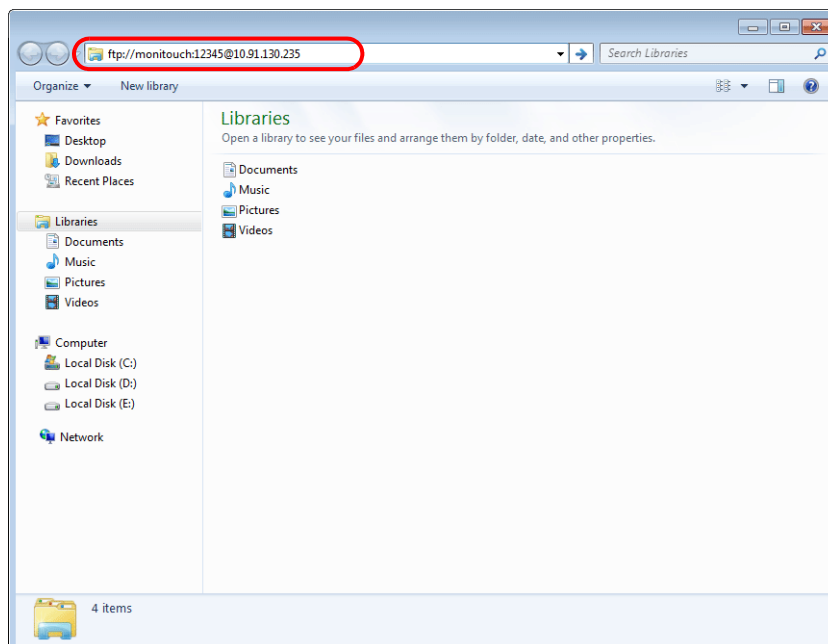 ftp://monitouch:12345@10.91.130.235
Search Libraries
Organize
New library
Favorites
Desktop
Downloads
Recent Places
Libraries
Documents
Music
Pictures
Videos
Computer
Local Disk (C:)
Local Disk (D:)
Local Disk (E:)
Network
Libraries
Open a library to see your files and arrange them by folder, date, and other properties.
Documents
Music
Pictures
Videos
4 items